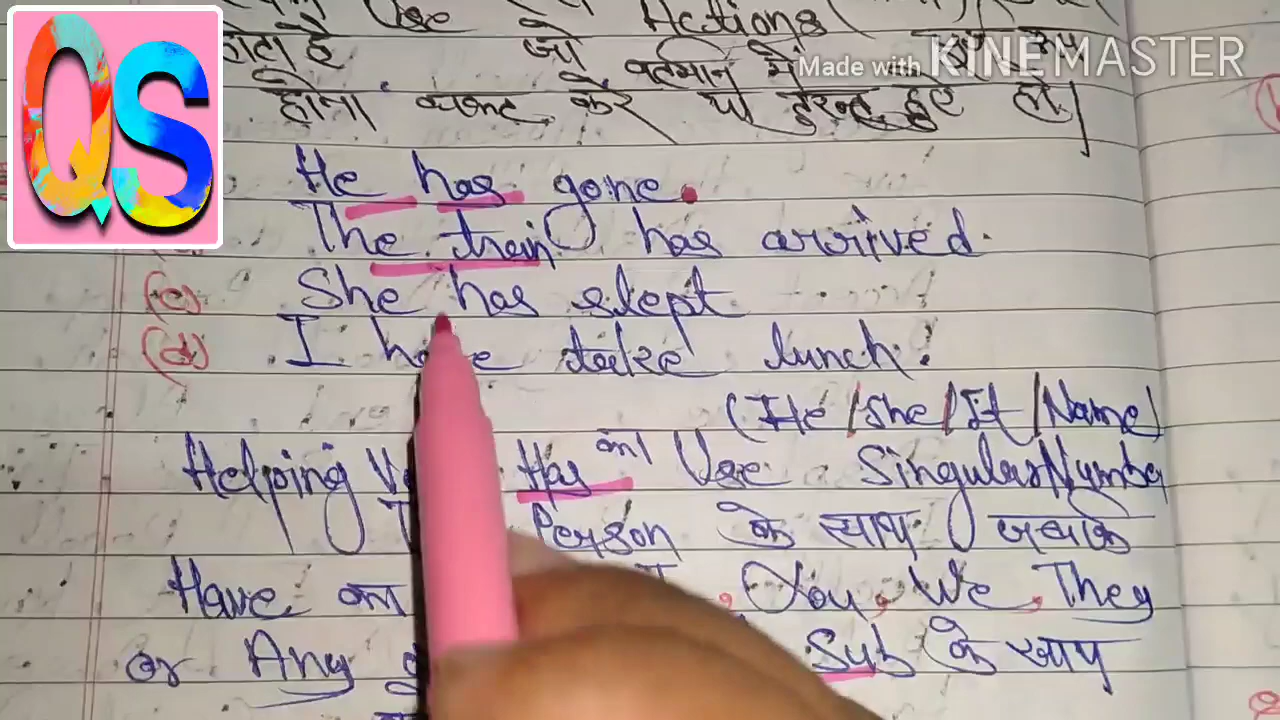 Use Actions
होता है जो वर्तमान में
Made with KINEMASTER
होना व्यक्त करे या तुरन्त हुए हो।
QS
He has gone.
The train has arrived.
(c) She has slept
(d) I have take lunch.
(He/She/It/Name)
Helping Has का Use Singular Number
Person के साथ जबकि
Have का , You, We, They
or Any Sub के साथ